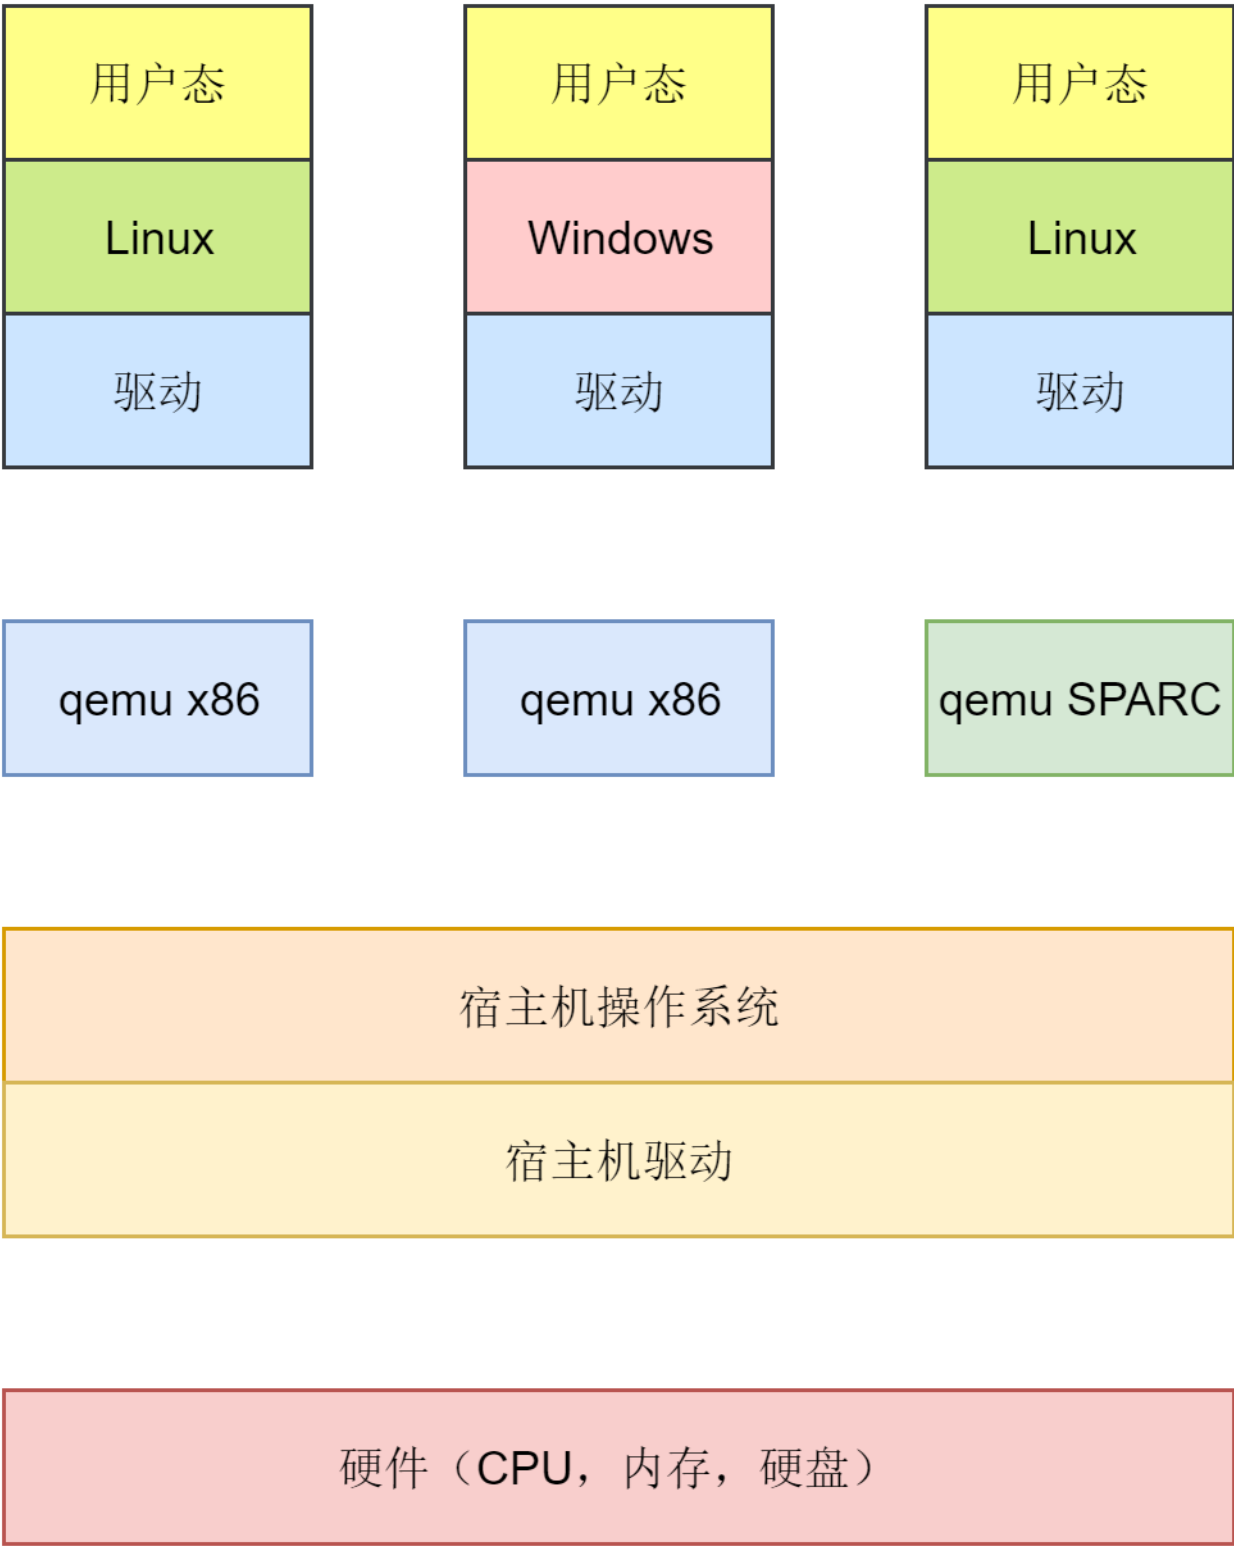 用户态
用户态
用户态
Linux
Windows
Linux
驱动
驱动
驱动
qemu x86
qemu x86
qemu SPARC
宿主机操作系统
宿主机驱动
硬件（CPU，内存，硬盘）